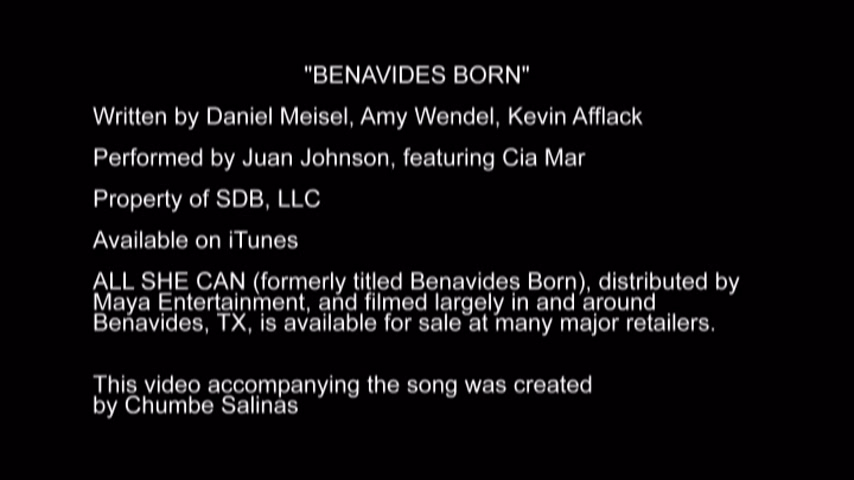 "BENAVIDES BORN"
Written by Daniel Meisel, Amy Wendel, Kevin Afflack
Performed by Juan Johnson, featuring Cia Mar
Property of SDB, LLC
Available on iTunes
ALL SHE CAN (formerly titled Benavides Born), distributed by
Maya Entertainment, and filmed largely in and around
Benavides, TX, is available for sale at many major retailers.
This video accompanying the song was created
by Chumbe Salinas